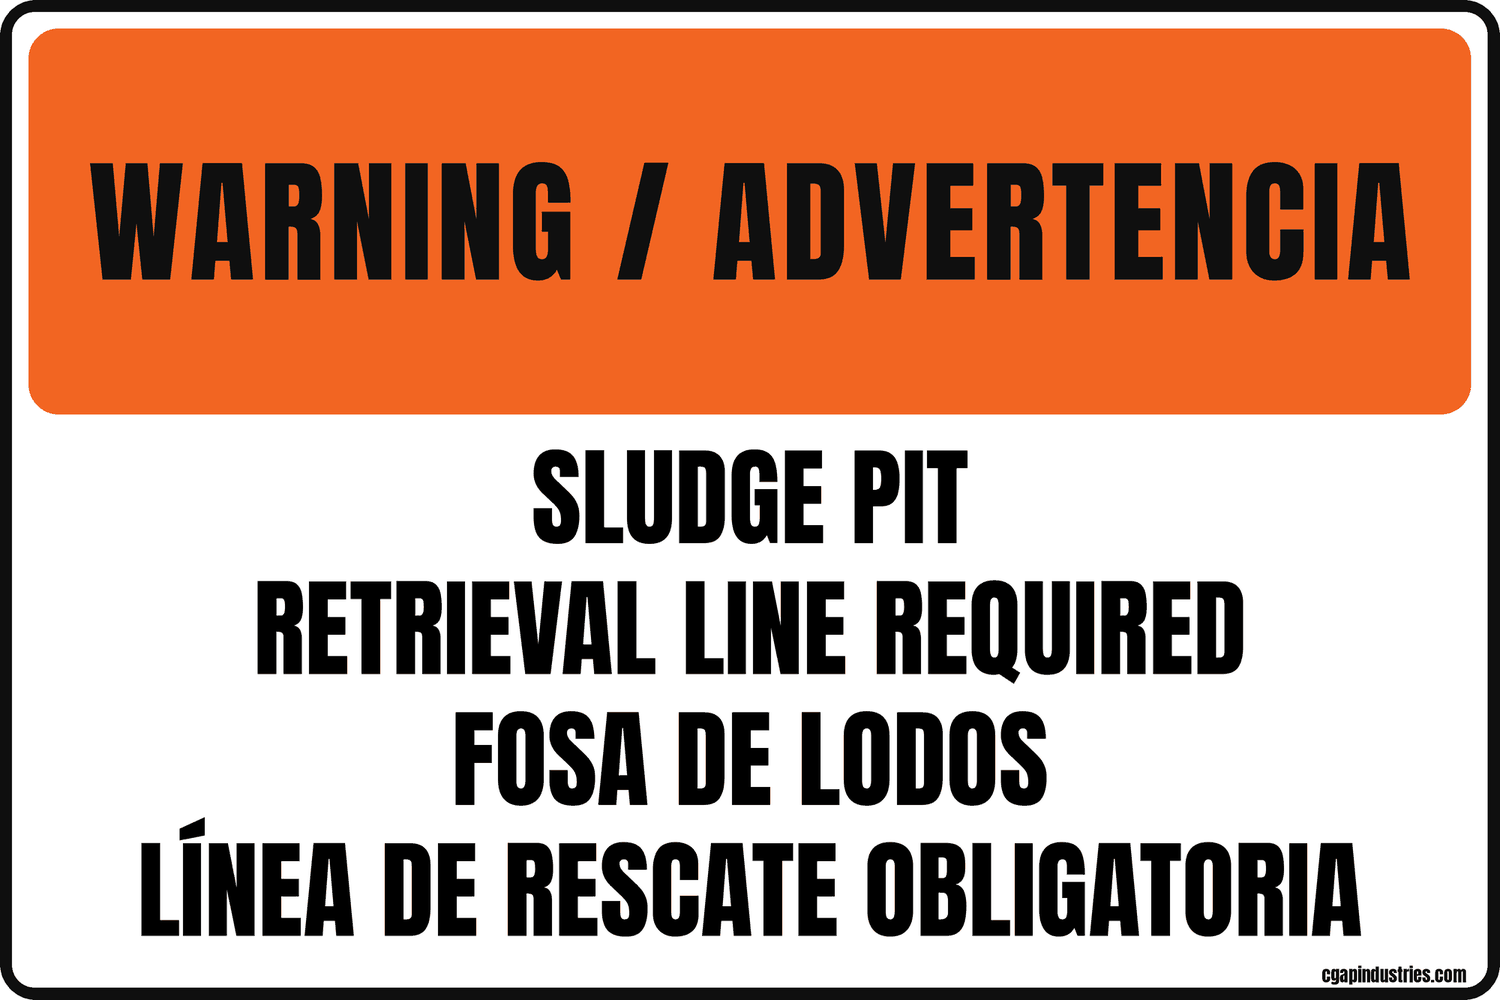 WARNING / ADVERTENCIA
SLUDGE PIT
RETRIEVAL LINE REQUIRED
FOSA DE LODOS
LÍNEA DE RESCATE OBLIGATORIA
cgapindustries.com